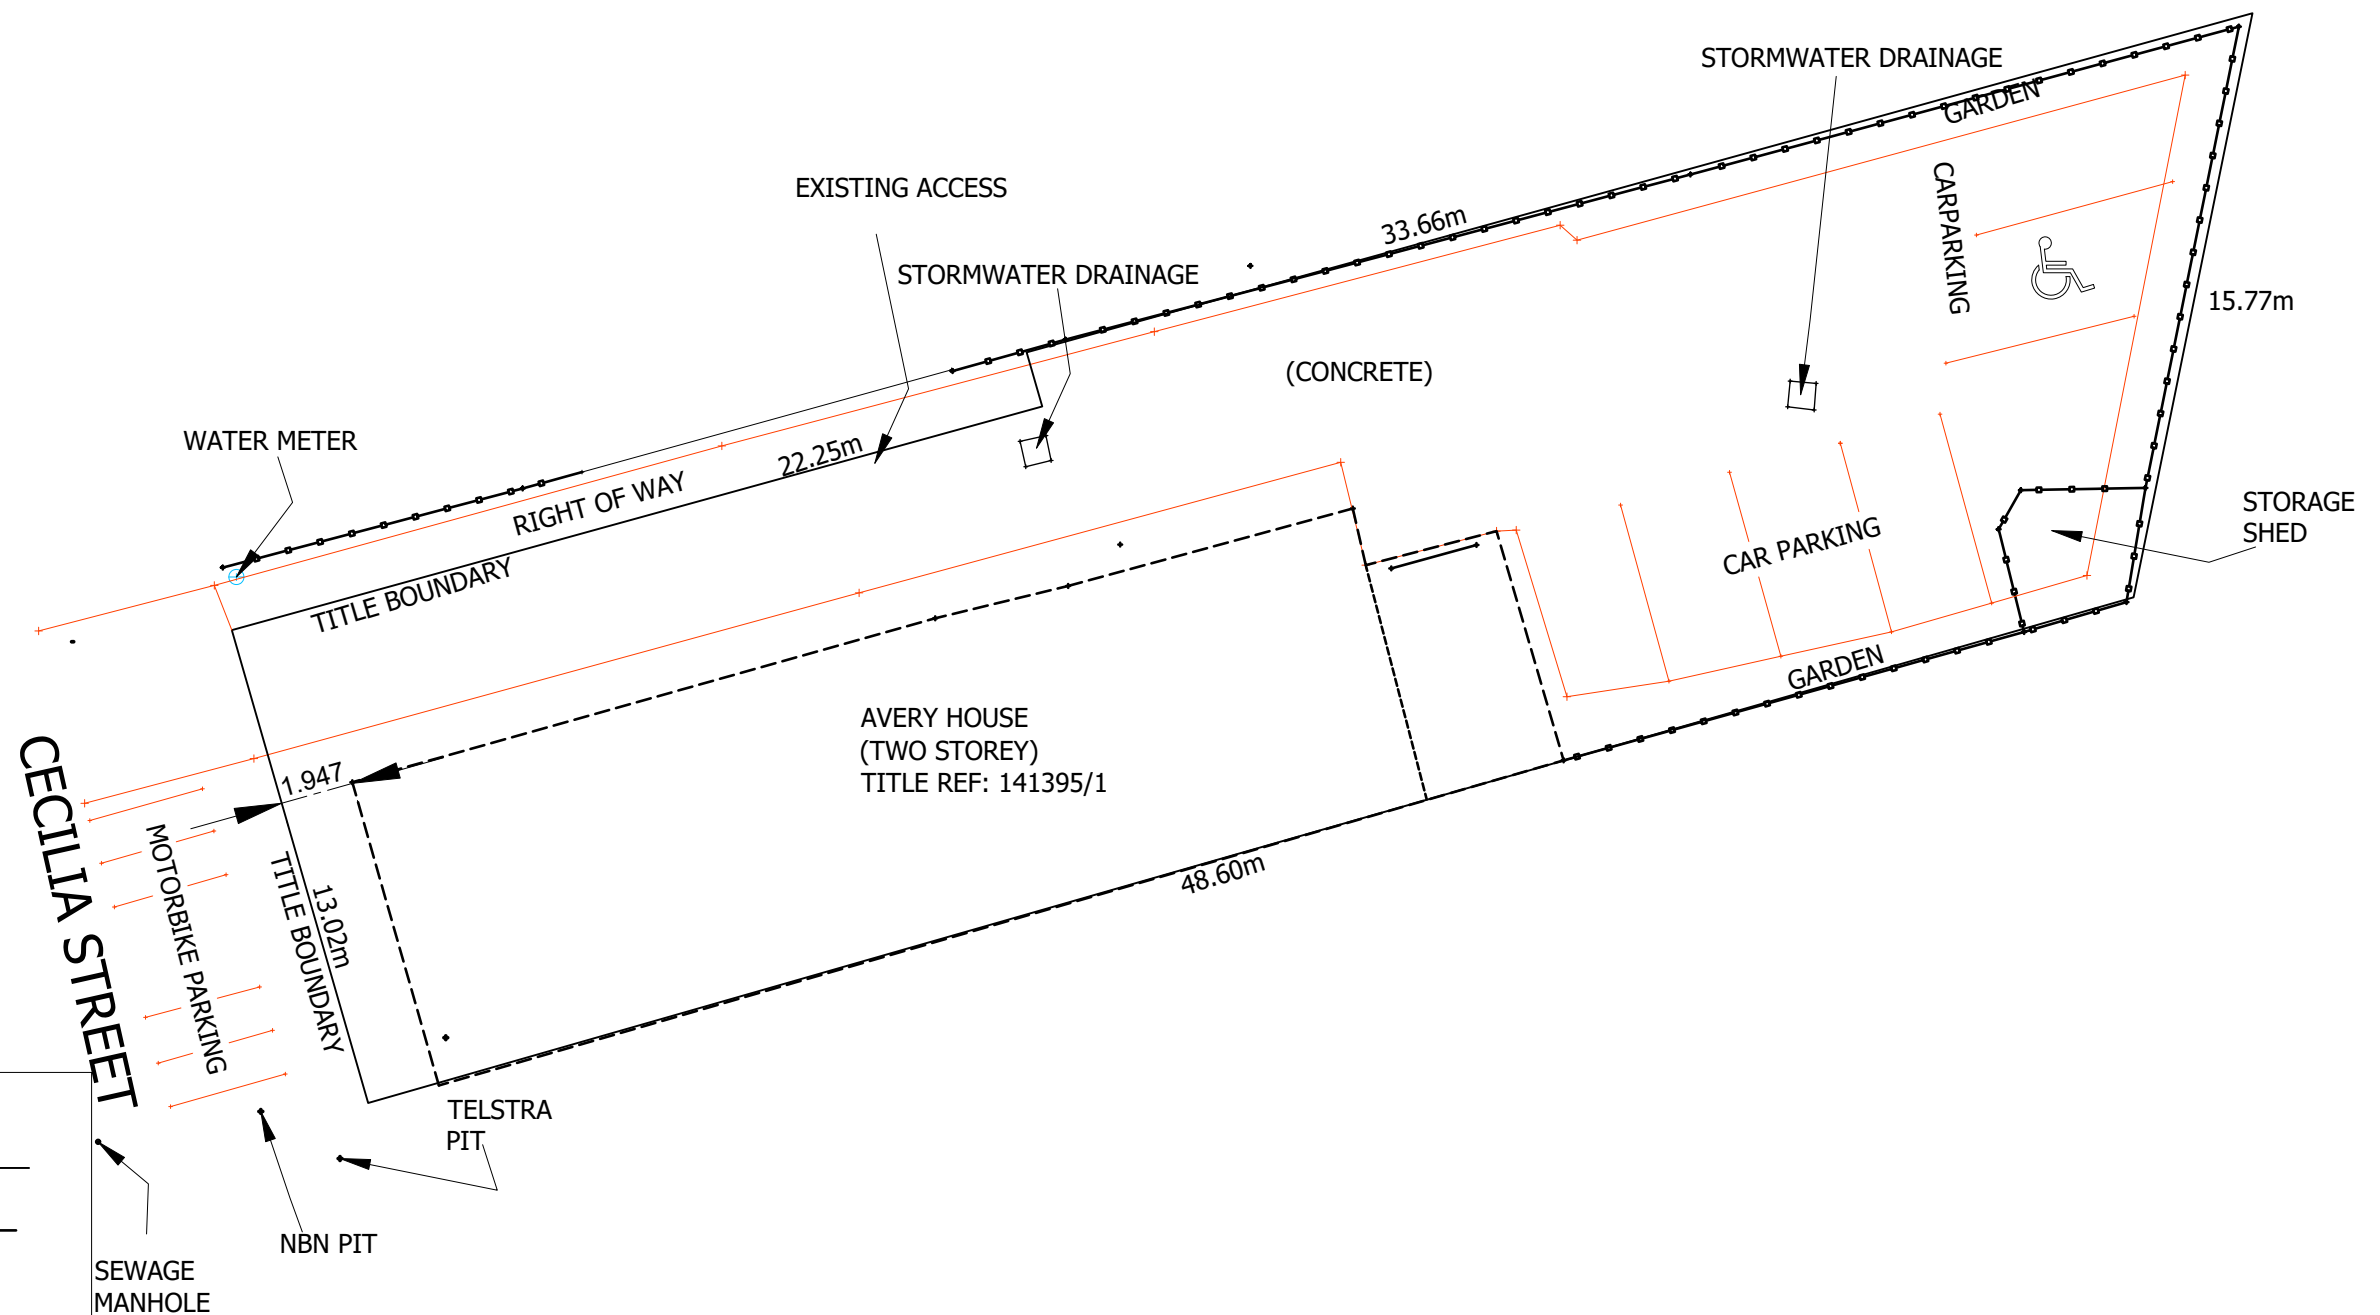 STORMWATER DRAINAGE
GARDEN
EXISTING ACCESS
CARPARKING
33.66m
STORMWATER DRAINAGE
15.77m
(CONCRETE)
WATER METER
22.25m
RIGHT OF WAY
STORAGE
SHED
CAR PARKING
TITLE BOUNDARY
GARDEN
AVERY HOUSE
(TWO STOREY)
TITLE REF: 141395/1
1.947
CECILIA STREET
MOTORBIKE PARKING
TITLE BOUNDARY
13.02m
48.60m
TELSTRA
PIT
NBN PIT
SEWAGE
MANHOLE